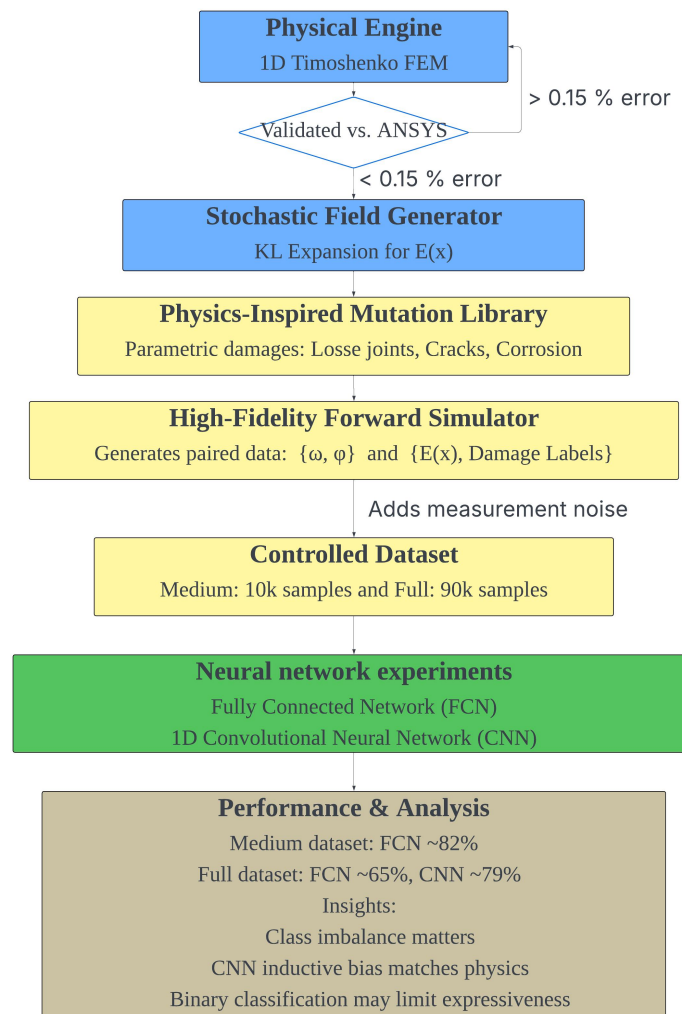 Physical Engine
1D Timoshenko FEM
> 0.15 % error
Validated vs. ANSYS
< 0.15 % error
Stochastic Field Generator
KL Expansion for E(x)
Physics-Inspired Mutation Library
Parametric damages: Losse joints, Cracks, Corrosion
High-Fidelity Forward Simulator
Generates paired data: {ω, φ} and {E(x), Damage Labels}
Adds measurement noise
Controlled Dataset
Medium: 10k samples and Full: 90k samples
Neural network experiments
Fully Connected Network (FCN)
1D Convolutional Neural Network (CNN)
Performance & Analysis
Medium dataset: FCN ~82%
Full dataset: FCN ~65%, CNN ~79%
Insights:
Class imbalance matters
CNN inductive bias matches physics
Binary classification may limit expressiveness